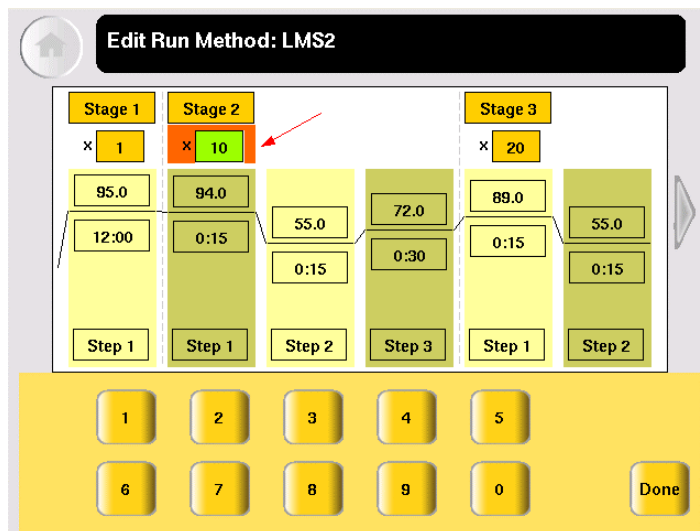 Edit Run Method: LMS2
Stage 1 Stage 2 Stage 3
x 1 x 10 x 20
95.0 94.0 55.0 72.0 89.0 55.0
12:00 0:15 0:15 0:30 0:15 0:15
Step 1 Step 1 Step 2 Step 3 Step 1 Step 2
1 2 3 4 5
6 7 8 9 0 Done